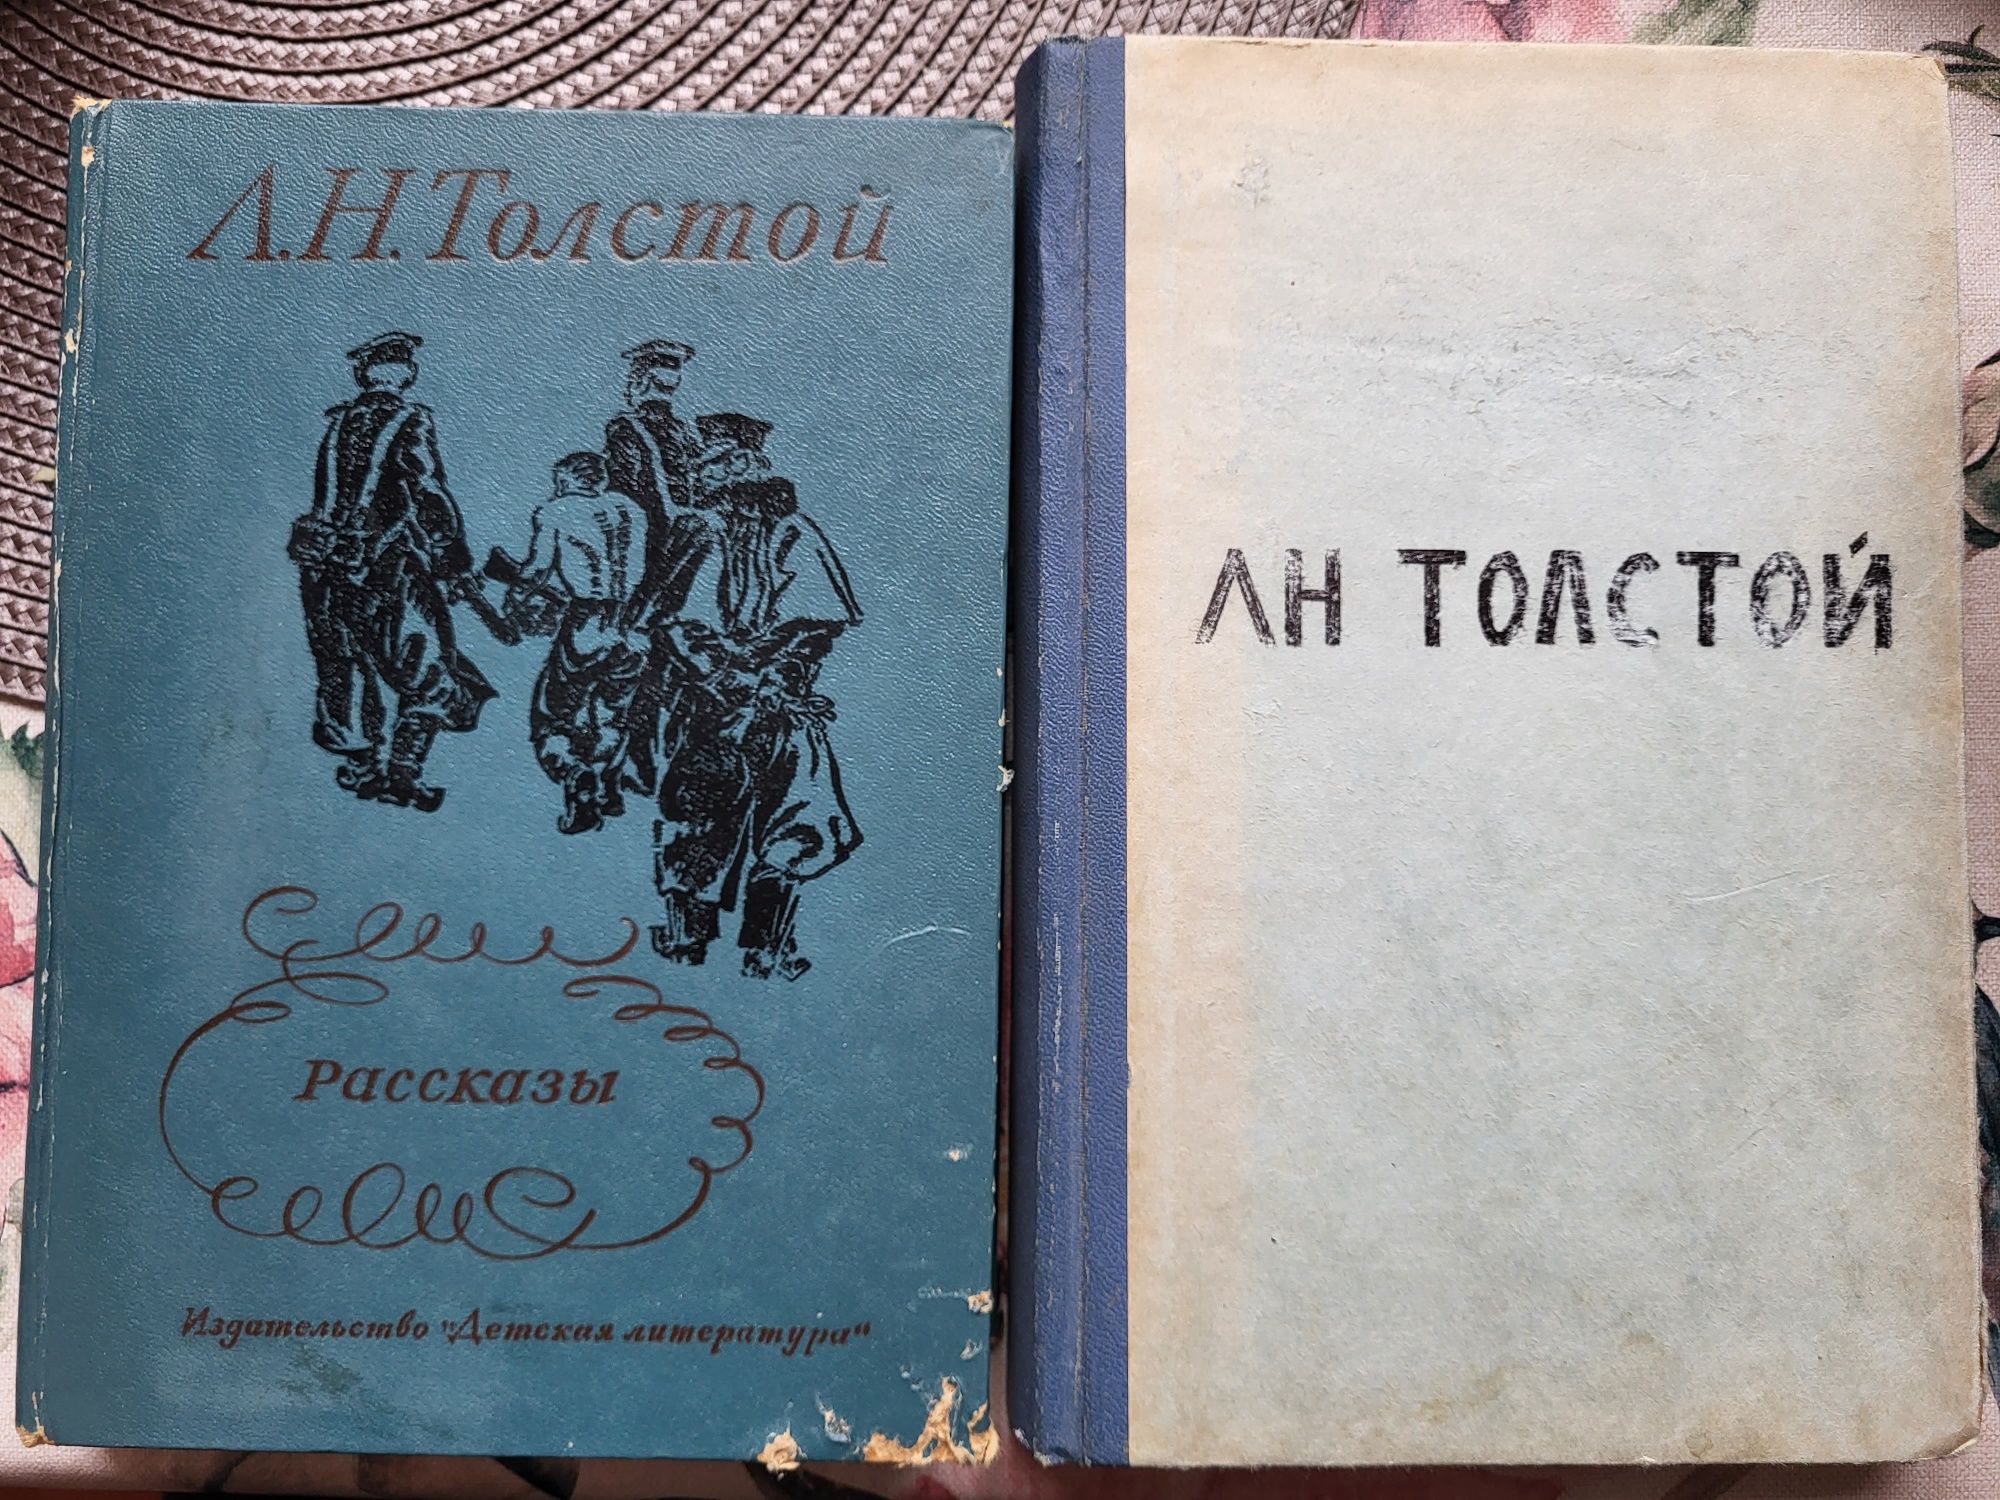 Л.Н.Толстой
Рассказы
Издательство "Детская литература"
ЛН ТОЛСТОЙ